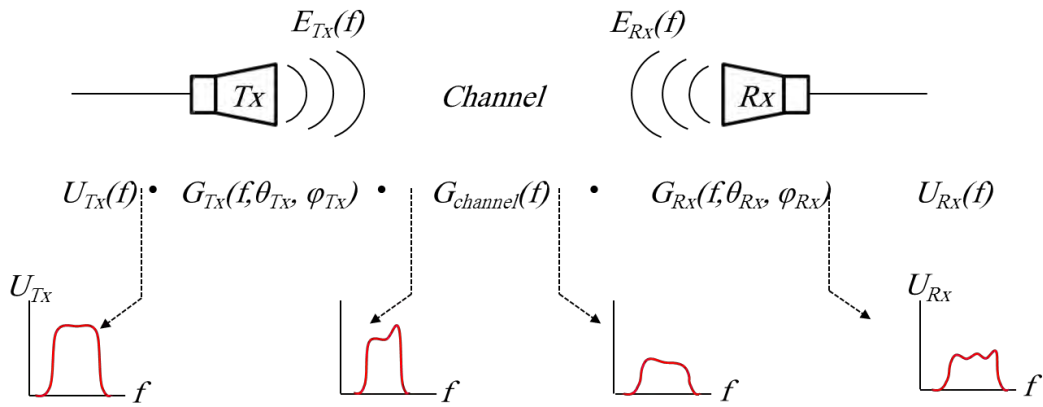 E_Tx(f) E_Rx(f)
Tx Channel Rx
U_Tx(f) • G_Tx(f,θ_Tx, φ_Tx) • G_channel(f) • G_Rx(f,θ_Rx, φ_Rx) U_Rx(f)
U_Tx U_Rx
f f f f